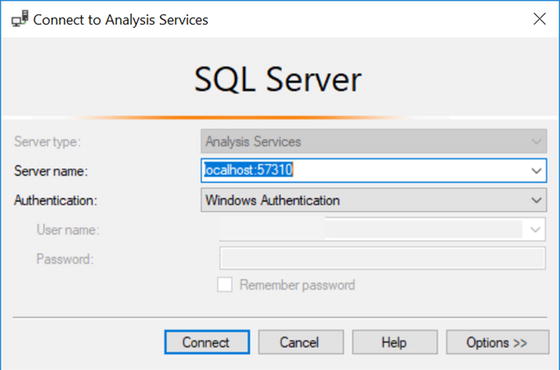 Connect to Analysis Services
SQL Server
Server type: Analysis Services
Server name: localhost:57310
Authentication: Windows Authentication
User name:
Password:
Remember password
Connect Cancel Help Options >>